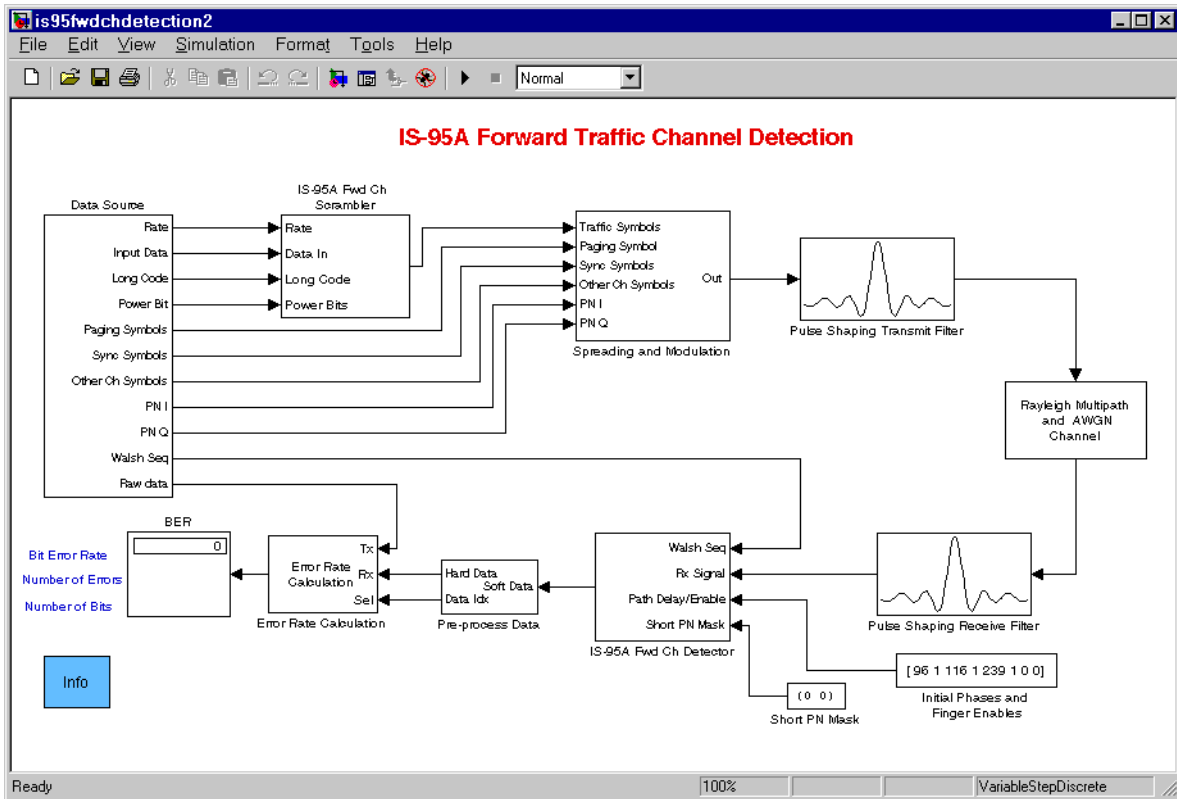 is95fwdchdetection2
File Edit View Simulation Format Tools Help
Normal
IS-95A Forward Traffic Channel Detection
Data Source
Rate
Input Data
Long Code
Power Bit
Paging Symbols
Sync Symbols
Other Ch Symbols
PN I
PN Q
Walsh Seq
Raw data
IS-95A Fwd Ch
Scrambler
Rate
Data In
Long Code
Power Bits
Traffic Symbols
Paging Symbol
Sync Symbols
Other Ch Symbols
PN I
PN Q
Out
Spreading and Modulation
Pulse Shaping Transmit Filter
Rayleigh Multipath
and AWGN
Channel
BER
0
Bit Error Rate
Number of Errors
Number of Bits
Tx
Error Rate
Calculation
Rx
Sel
Error Rate Calculation
Hard Data
Soft Data
Data Idx
Pre-process Data
Walsh Seq
Rx Signal
Path Delay/Enable
Short PN Mask
IS-95A Fwd Ch Detector
Pulse Shaping Receive Filter
[ 96 1 116 1 239 1 0 0]
Initial Phases and
Finger Enables
(0 0)
Short PN Mask
Info
Ready
100%
VariableStepDiscrete